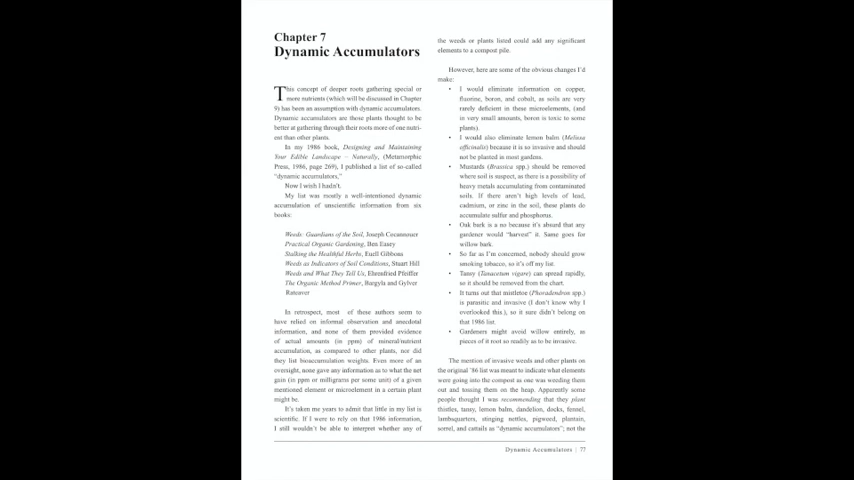 Chapter 7
Dynamic Accumulators
This concept of deeper roots gathering special or
more nutrients (which will be discussed in Chapter
9) has been an assumption with dynamic accumulators.
Dynamic accumulators are those plants thought to be
better at gathering through their roots more of one nutri-
ent than other plants.
In my 1986 book, Designing and Maintaining
Your Edible Landscape – Naturally, (Metamorphic
Press, 1986, page 269), I published a list of so-called
"dynamic accumulators,"
Now I wish I hadn't.
My list was mostly a well-intentioned dynamic
accumulation of unscientific information from six
books:
Weeds: Guardians of the Soil, Joseph Cocannouer
Practical Organic Gardening, Ben Easey
Stalking the Healthful Herbs, Euell Gibbons
Weeds as Indicators of Soil Conditions, Stuart Hill
Weeds and What They Tell Us, Ehrenfried Pfeiffer
The Organic Method Primer, Bargyla and Gylver
Rateaver
In retrospect, most of those authors seem to
have relied on informal observation and anecdotal
information, and none of them provided evidence
of actual amounts (in ppm) of mineral/nutrient
accumulation, as compared to other plants, nor did
they list bioaccumulation weights. Even more of an
oversight, none gave any information as to what the net
gain (in ppm or milligrams per some unit) of a given
mentioned element or microelement in a certain plant
might be.
It's taken me years to admit that little in my list is
scientific. If I were to rely on that 1986 information,
I still wouldn't be able to interpret whether any of
the weeds or plants listed could add any significant
elements to a compost pile.
However, here are some of the obvious changes I'd
make:
• I would eliminate information on copper,
fluorine, boron, and cobalt, as soils are very
rarely deficient in these microelements, (and
in very small amounts, boron is toxic to some
plants).
• I would also eliminate lemon balm (Melissa
officinalis) because it is so invasive and should
not be planted in most gardens.
• Mustards (Brassica spp.) should be removed
where soil is suspect, as there is a possibility of
heavy metals accumulating from contaminated
soils. If there aren't high levels of lead,
cadmium, or zinc in the soil, these plants do
accumulate sulfur and phosphorus.
• Oak bark is a no because it's absurd that any
gardener would "harvest" it. Same goes for
willow bark.
• So far as I'm concerned, nobody should grow
smoking tobacco, so it's off my list.
• Tansy (Tanacetum vigare) can spread rapidly,
so it should be removed from the chart.
• It turns out that mistletoe (Phoradendron spp.)
is parasitic and invasive (I don't know why I
overlooked this), so it sure didn't belong on
that 1986 list.
• Gardeners might avoid willow entirely, as
pieces of it root so readily as to be invasive.
The mention of invasive weeds and other plants on
the original '86 list was meant to indicate what elements
were going into the compost as one was weeding them
out and tossing them on the heap. Apparently some
people thought I was recommending that they plant
thistles, tansy, lemon balm, dandelion, docks, fennel,
lambsquarters, stinging nettles, pigweed, plantain,
sorrel, and cattails as "dynamic accumulators"; not the
Dynamic Accumulators | 77